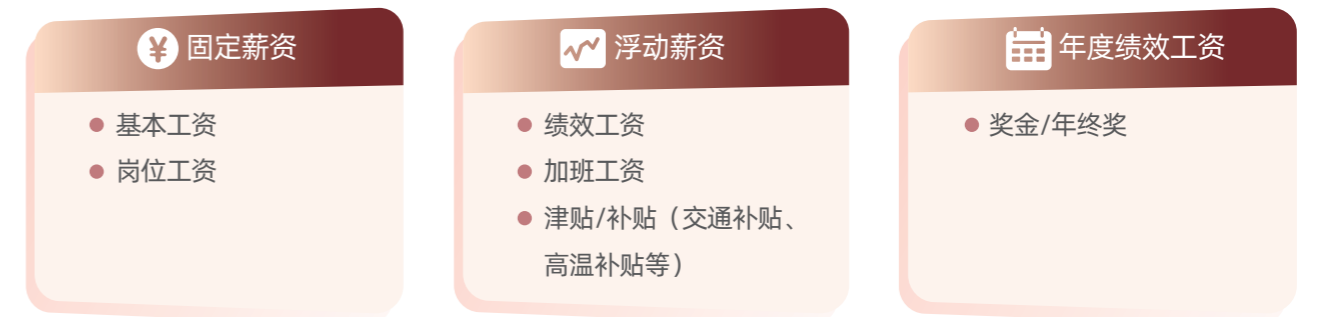 固定薪资
基本工资
岗位工资
浮动薪资
绩效工资
加班工资
津贴/补贴（交通补贴、
高温补贴等）
年度绩效工资
奖金/年终奖